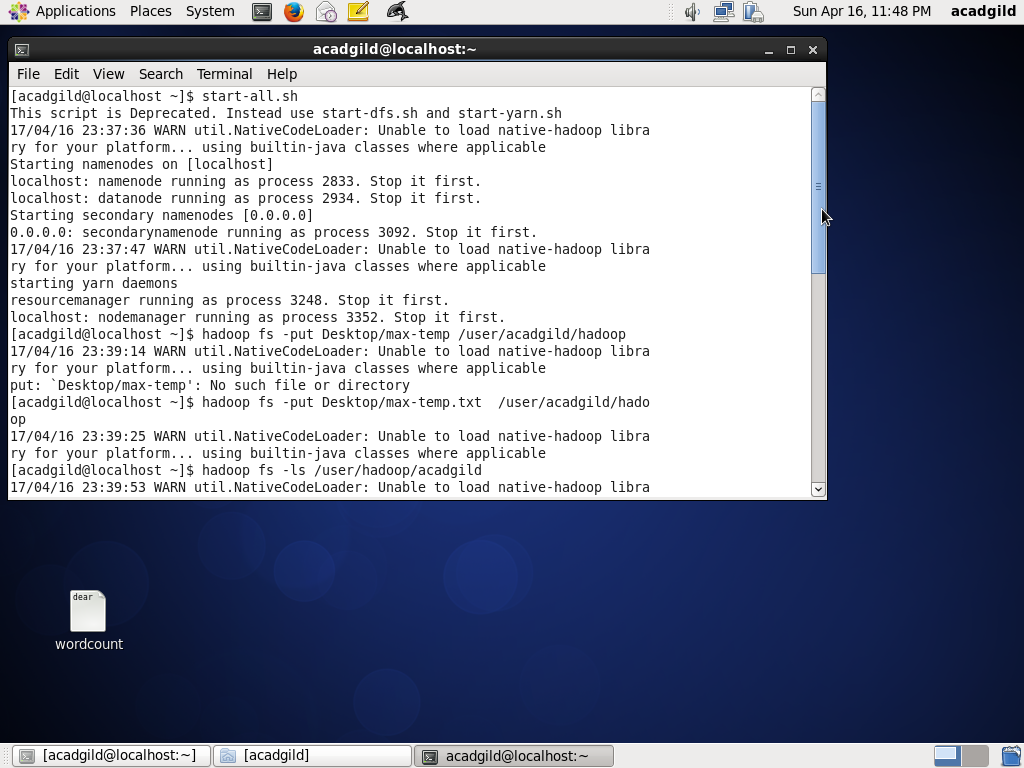 Applications Places System Sun Apr 16, 11:48 PM acadgild
acadgild@localhost:~
File Edit View Search Terminal Help
[acadgild@localhost ~]$ start-all.sh
This script is Deprecated. Instead use start-dfs.sh and start-yarn.sh
17/04/16 23:37:36 WARN util.NativeCodeLoader: Unable to load native-hadoop libra
ry for your platform... using builtin-java classes where applicable
Starting namenodes on [localhost]
localhost: namenode running as process 2833. Stop it first.
localhost: datanode running as process 2934. Stop it first.
Starting secondary namenodes [0.0.0.0]
0.0.0.0: secondarynamenode running as process 3092. Stop it first.
17/04/16 23:37:47 WARN util.NativeCodeLoader: Unable to load native-hadoop libra
ry for your platform... using builtin-java classes where applicable
starting yarn daemons
resourcemanager running as process 3248. Stop it first.
localhost: nodemanager running as process 3352. Stop it first.
[acadgild@localhost ~]$ hadoop fs -put Desktop/max-temp /user/acadgild/hadoop
17/04/16 23:39:14 WARN util.NativeCodeLoader: Unable to load native-hadoop libra
ry for your platform... using builtin-java classes where applicable
put: `Desktop/max-temp': No such file or directory
[acadgild@localhost ~]$ hadoop fs -put Desktop/max-temp.txt  /user/acadgild/hado
op
17/04/16 23:39:25 WARN util.NativeCodeLoader: Unable to load native-hadoop libra
ry for your platform... using builtin-java classes where applicable
[acadgild@localhost ~]$ hadoop fs -ls /user/hadoop/acadgild
17/04/16 23:39:53 WARN util.NativeCodeLoader: Unable to load native-hadoop libra
dear
wordcount
[acadgild@localhost:~] [acadgild] acadgild@localhost:~